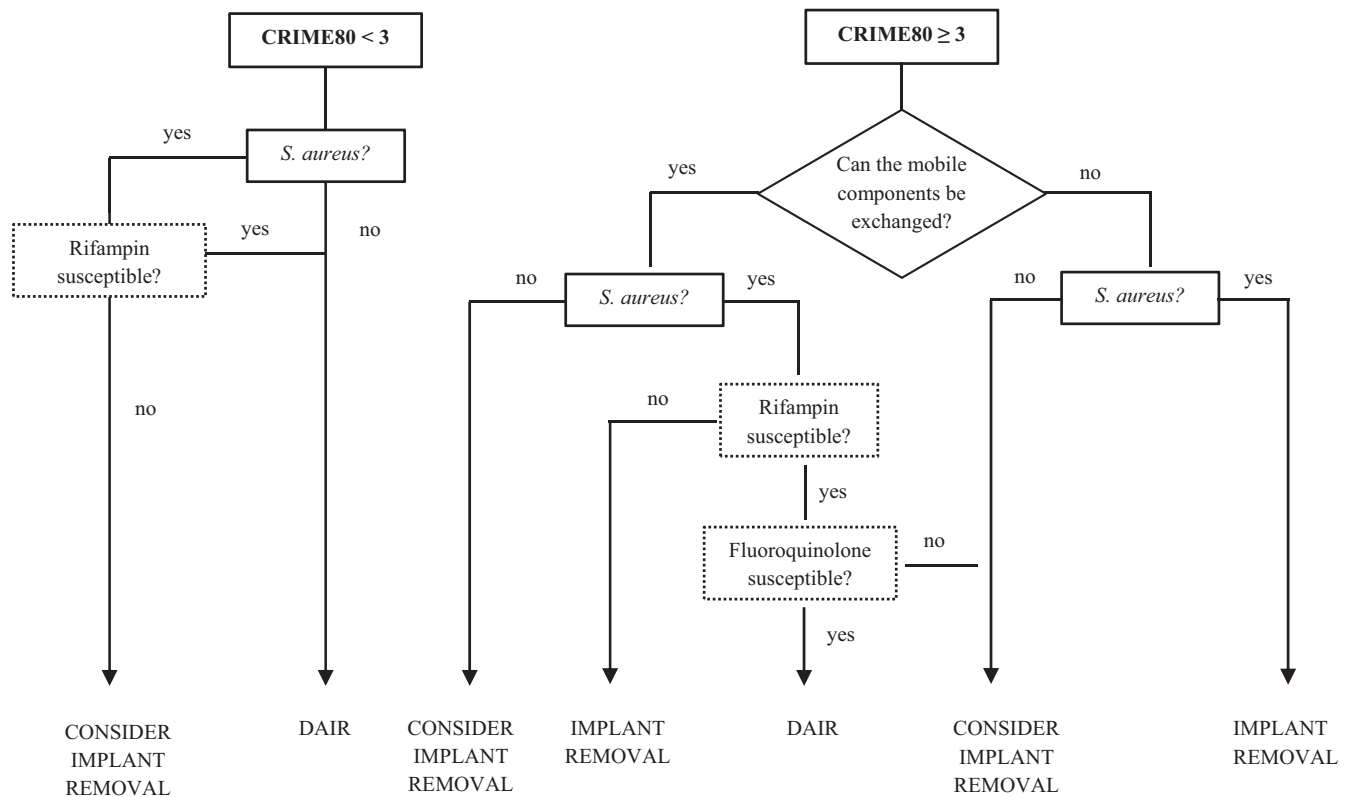 CRIME80 < 3
yes
S. aureus?
Rifampin
susceptible?
yes
no
no
CONSIDER
IMPLANT
REMOVAL
DAIR
CRIME80 ≥ 3
Can the mobile
components be
exchanged?
yes
no
no
S. aureus?
yes
no
S. aureus?
yes
no
Rifampin
susceptible?
yes
Fluoroquinolone
susceptible?
no
yes
CONSIDER
IMPLANT
REMOVAL
IMPLANT
REMOVAL
DAIR
CONSIDER
IMPLANT
REMOVAL
IMPLANT
REMOVAL